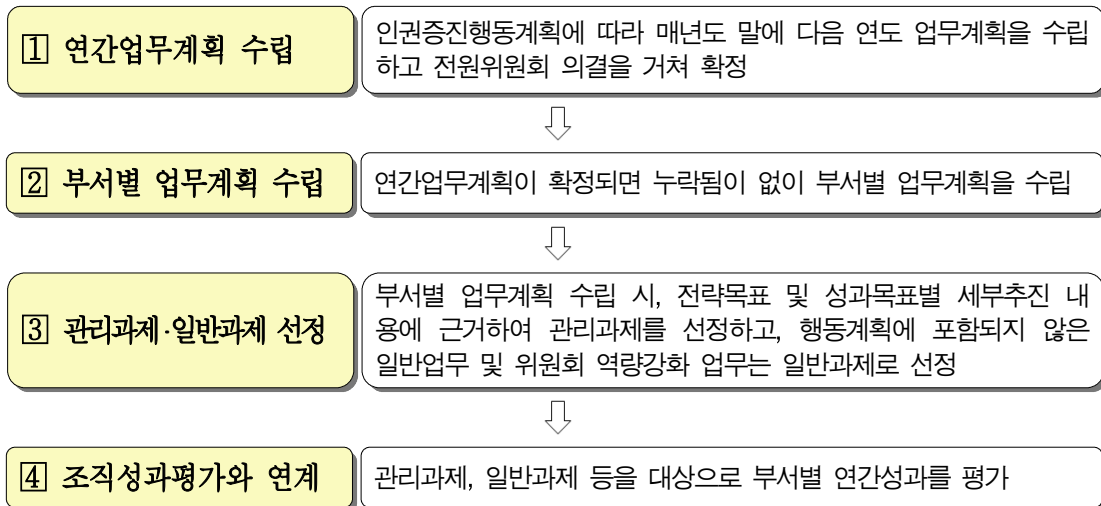 1 연간업무계획 수립
인권증진행동계획에 따라 매년도 말에 다음 연도 업무계획을 수립
하고 전원위원회 의결을 거쳐 확정
2 부서별 업무계획 수립
연간업무계획이 확정되면 누락됨이 없이 부서별 업무계획을 수립
3 관리과제·일반과제 선정
부서별 업무계획 수립 시, 전략목표 및 성과목표별 세부추진 내
용에 근거하여 관리과제를 선정하고, 행동계획에 포함되지 않은
일반업무 및 위원회 역량강화 업무는 일반과제로 선정
4 조직성과평가와 연계
관리과제, 일반과제 등을 대상으로 부서별 연간성과를 평가